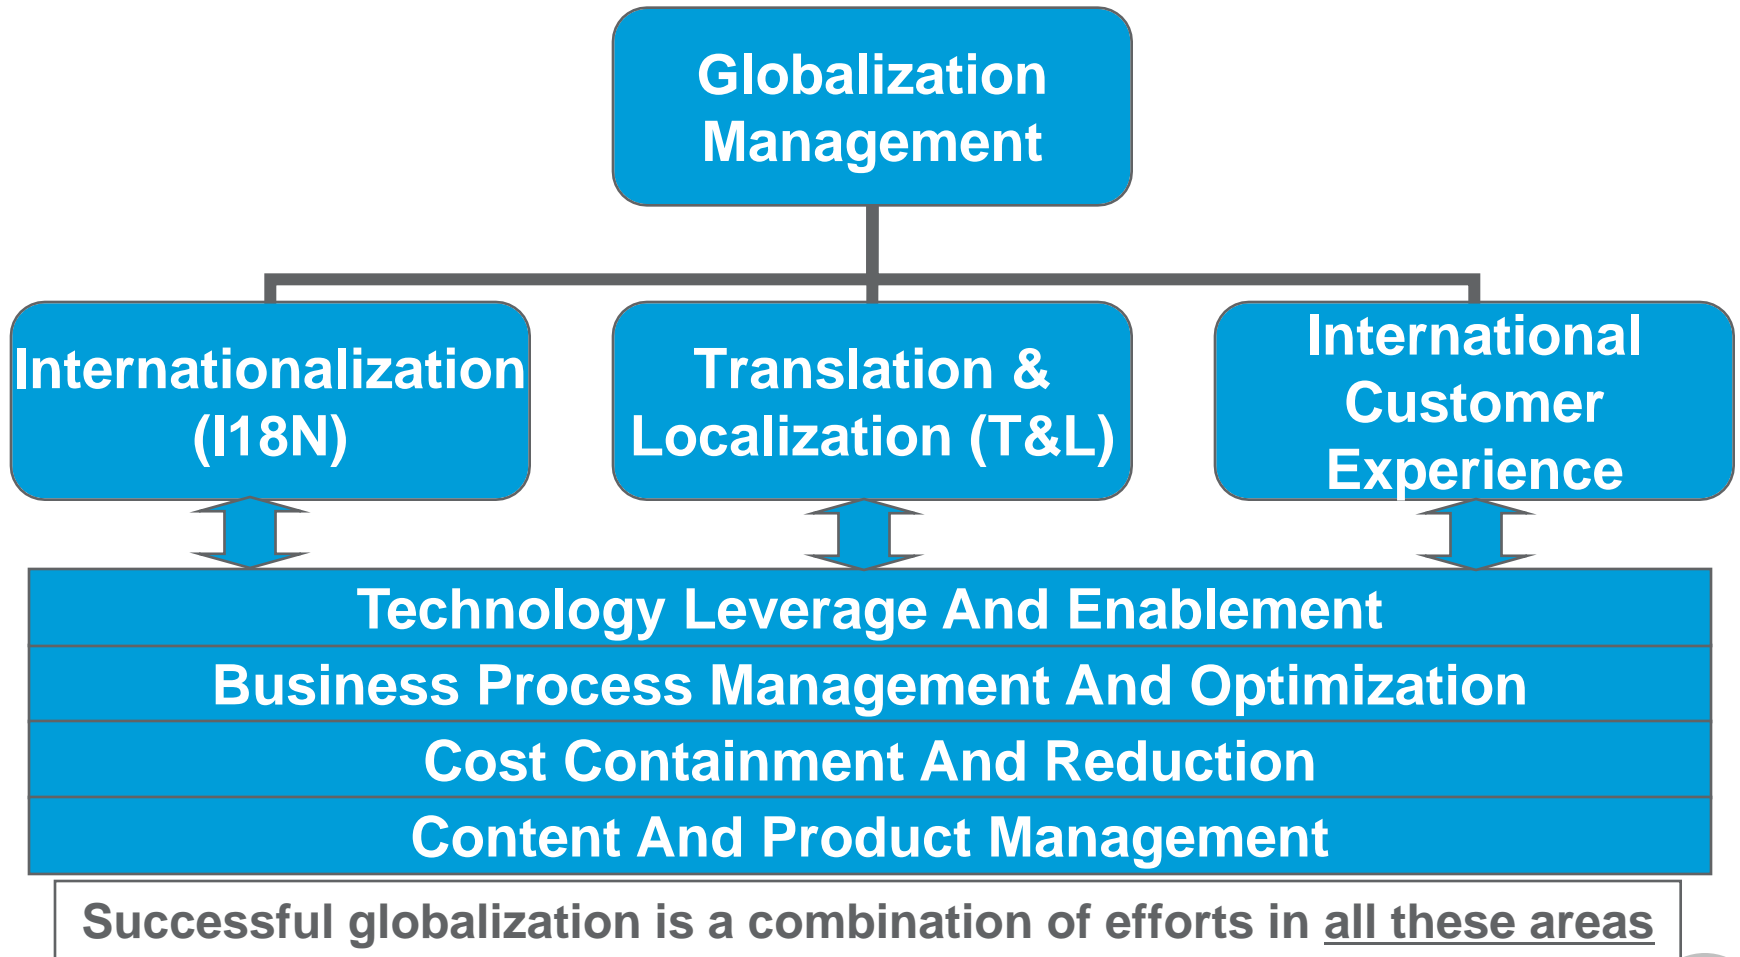 Globalization
Management
Internationalization
(I18N)
Translation &
Localization (T&L)
International
Customer
Experience
Technology Leverage And Enablement
Business Process Management And Optimization
Cost Containment And Reduction
Content And Product Management
Successful globalization is a combination of efforts in all these areas